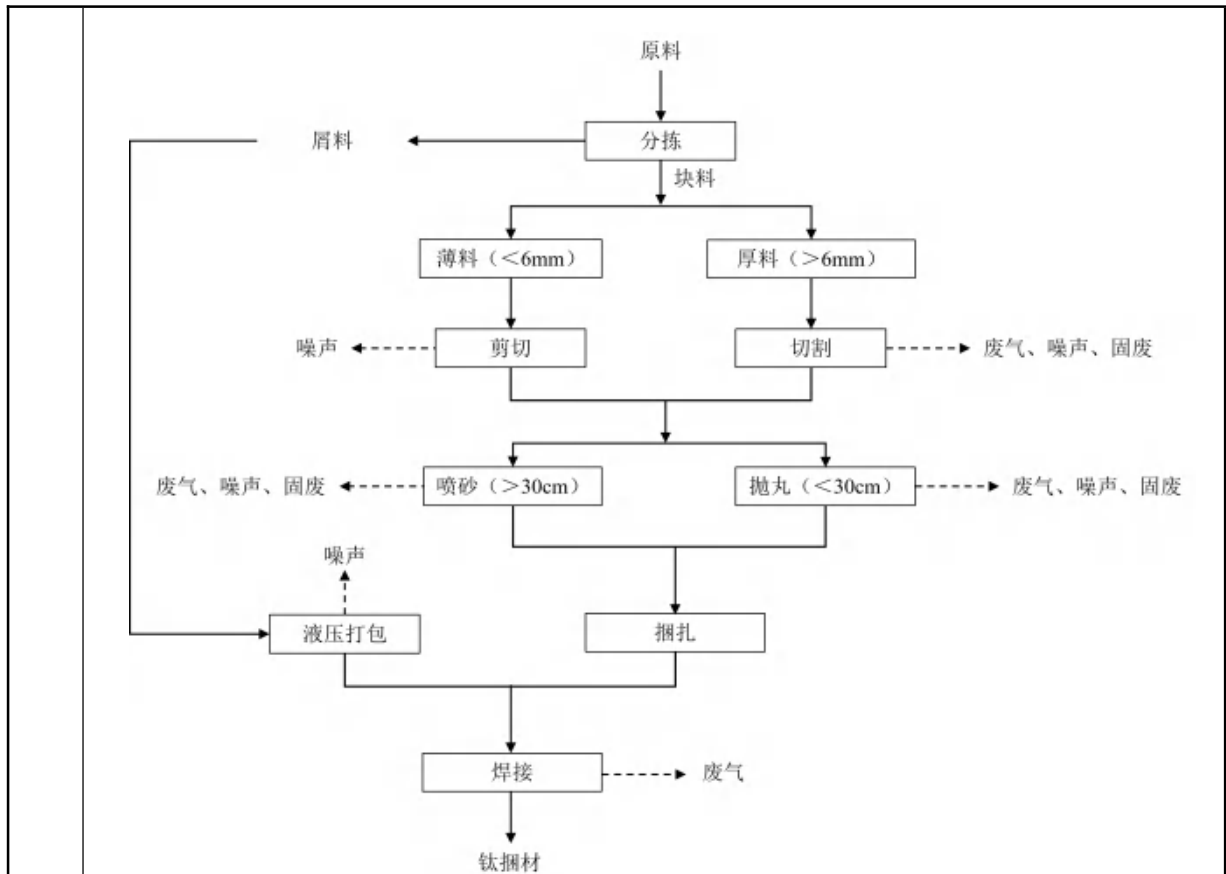 原料
屑料
分拣
块料
薄料（＜6mm）
厚料（＞6mm）
噪声
剪切
切割
废气、噪声、固废
废气、噪声、固废
喷砂（＞30cm）
抛丸（＜30cm）
废气、噪声、固废
噪声
液压打包
捆扎
焊接
废气
钛捆材